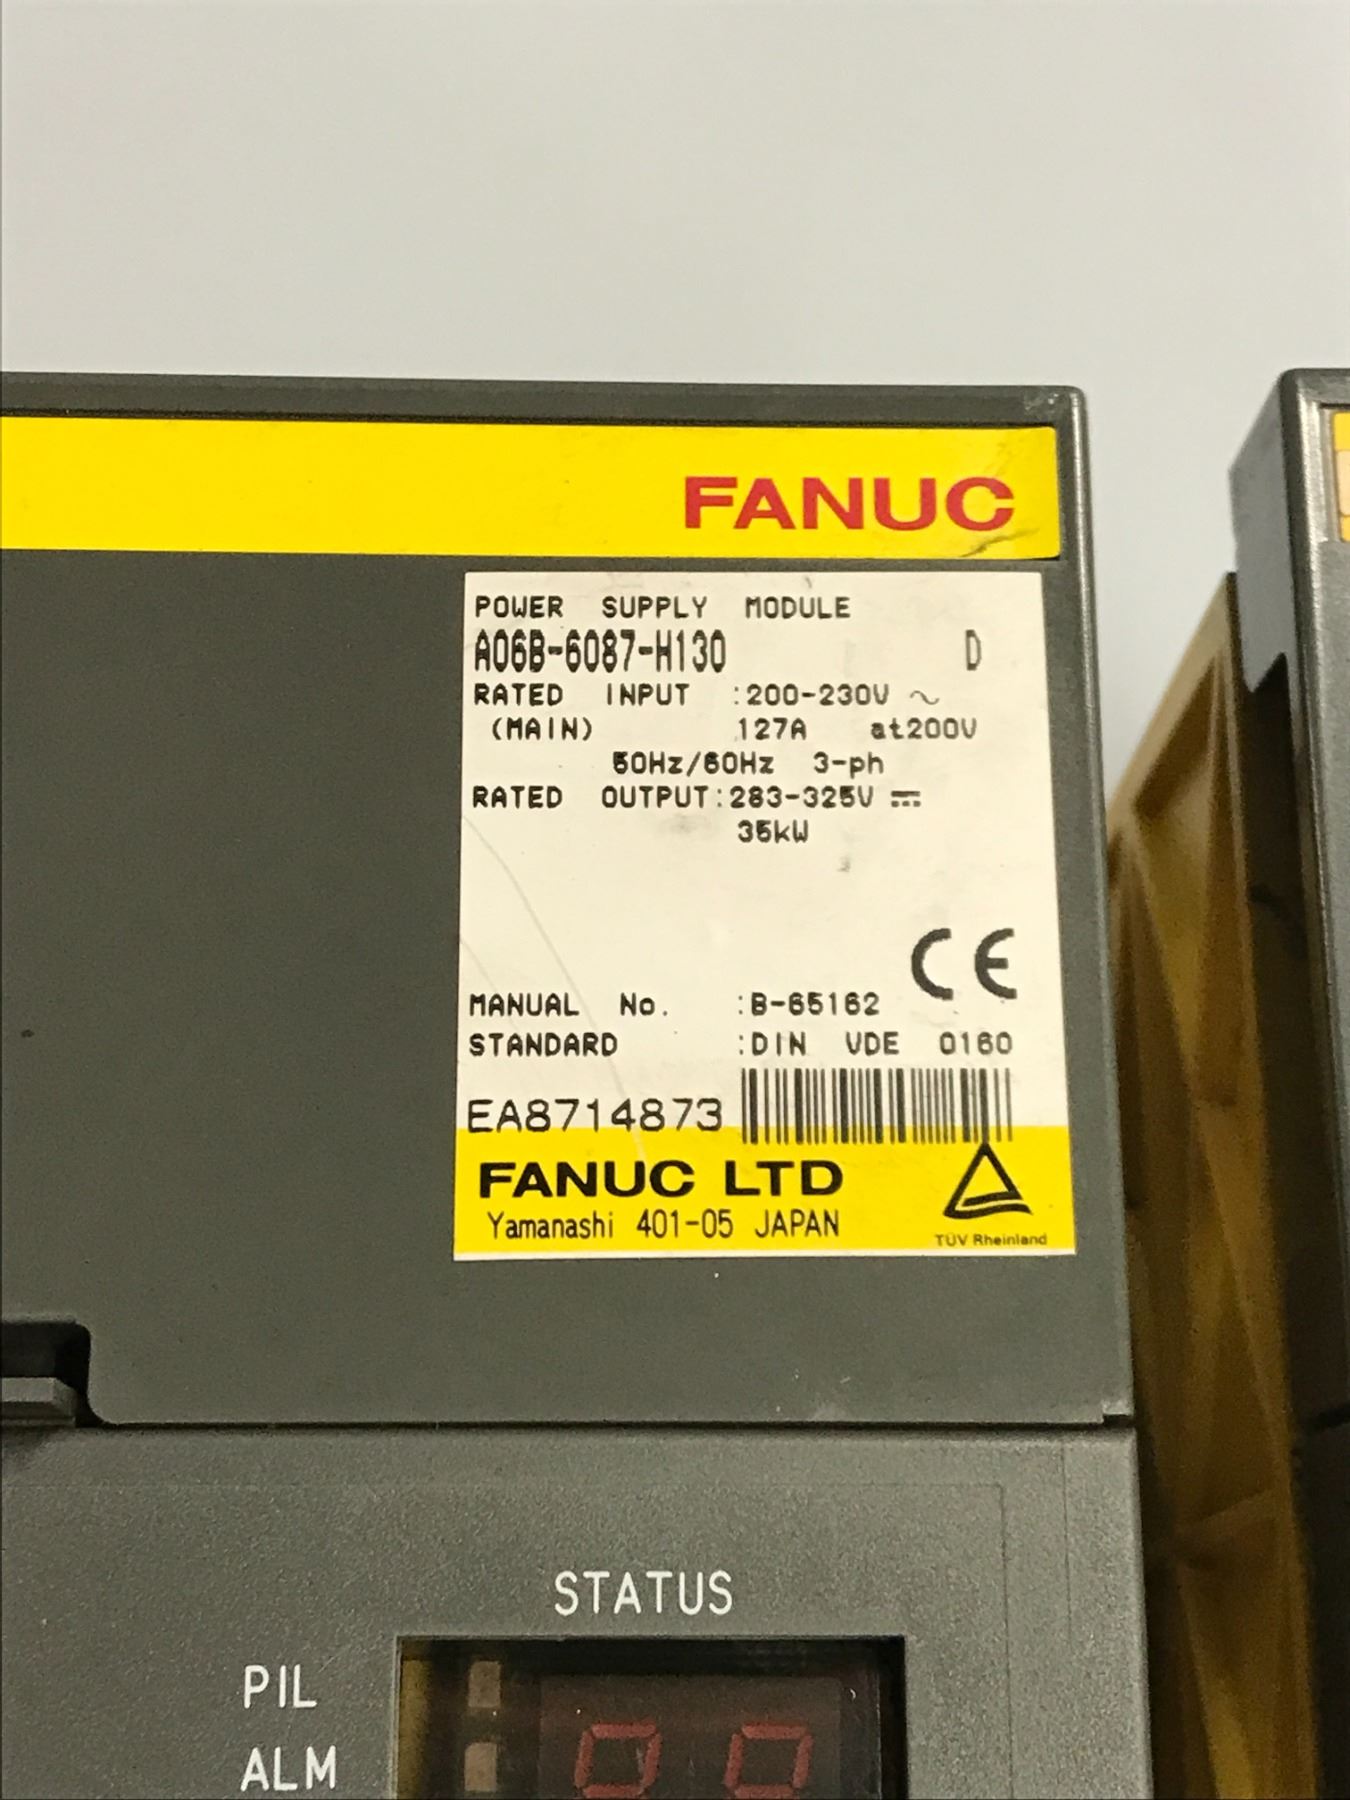 FANUC
POWER SUPPLY MODULE
A06B-6087-H130 D
RATED INPUT :200-230V ~
(MAIN) 127A at200V
50Hz/60Hz 3-ph
RATED OUTPUT:283-325V ⎓
35kW
CE
MANUAL No. :B-65162
STANDARD :DIN VDE 0160
EA8714873
FANUC LTD
Yamanashi 401-05 JAPAN
TÜV Rheinland
STATUS
PIL
ALM
00